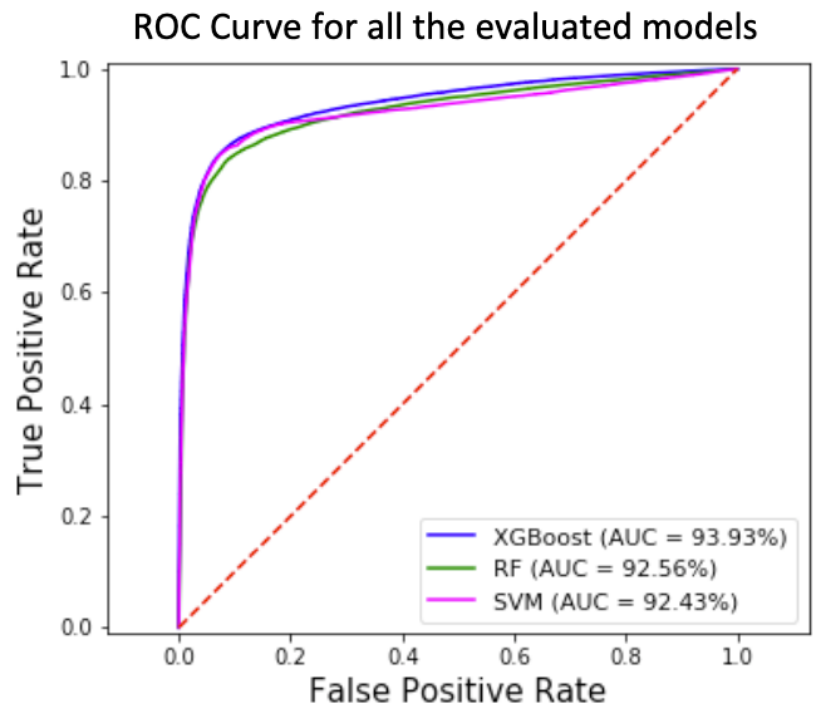 ROC Curve for all the evaluated models
1.0
0.8
0.6
0.4
0.2
0.0
True Positive Rate
XGBoost (AUC = 93.93%)
RF (AUC = 92.56%)
SVM (AUC = 92.43%)
0.0 0.2 0.4 0.6 0.8 1.0
False Positive Rate